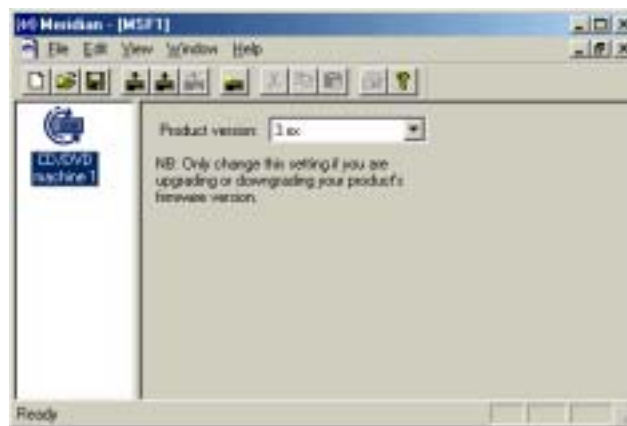 Meridian - [MSF1]
File Edit View Window Help
Product version: 3.xx
CD/DVD
machine 1
NB: Only change this setting if you are
upgrading or downgrading your product's
firmware version.
Ready